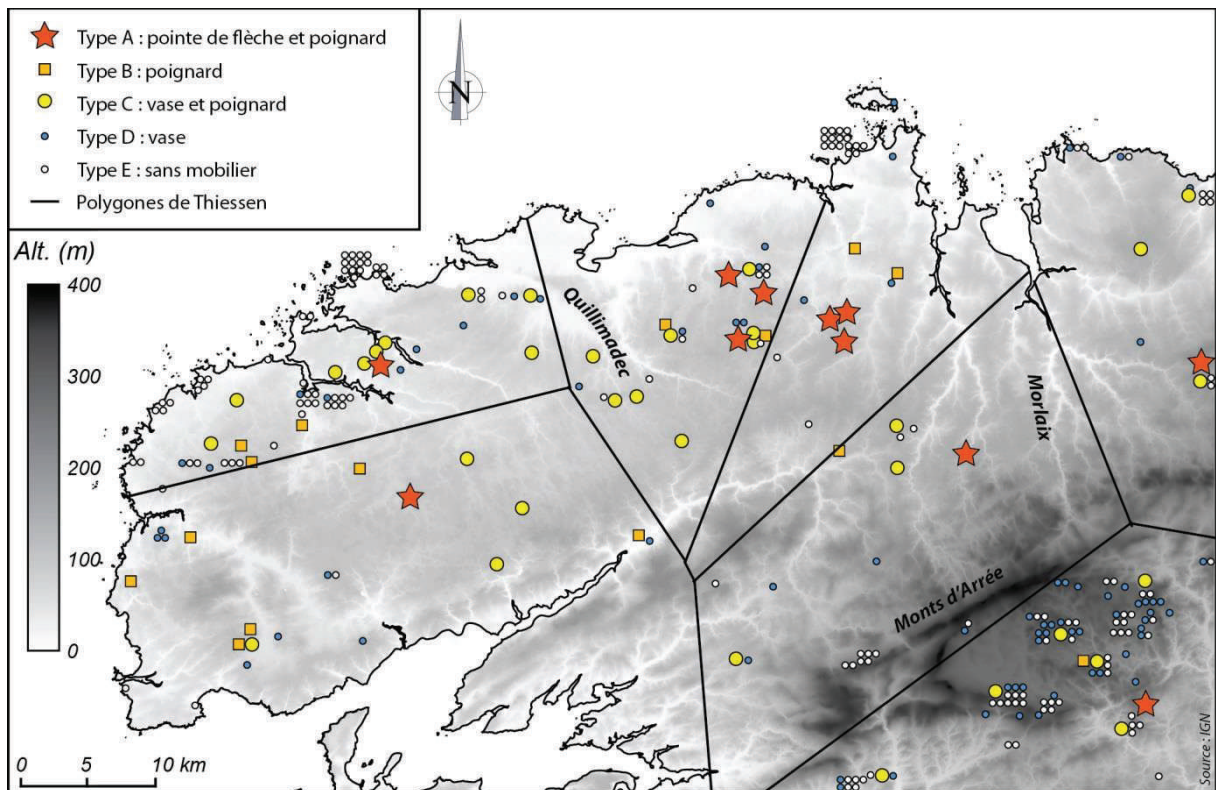 Type A : pointe de flèche et poignard
Type B : poignard
Type C : vase et poignard
Type D : vase
Type E : sans mobilier
Polygones de Thiessen
N
Alt. (m)
400
300
200
100
0
Quillimadec
Morlaix
Monts d'Arrée
0 5 10 km
Source : IGN